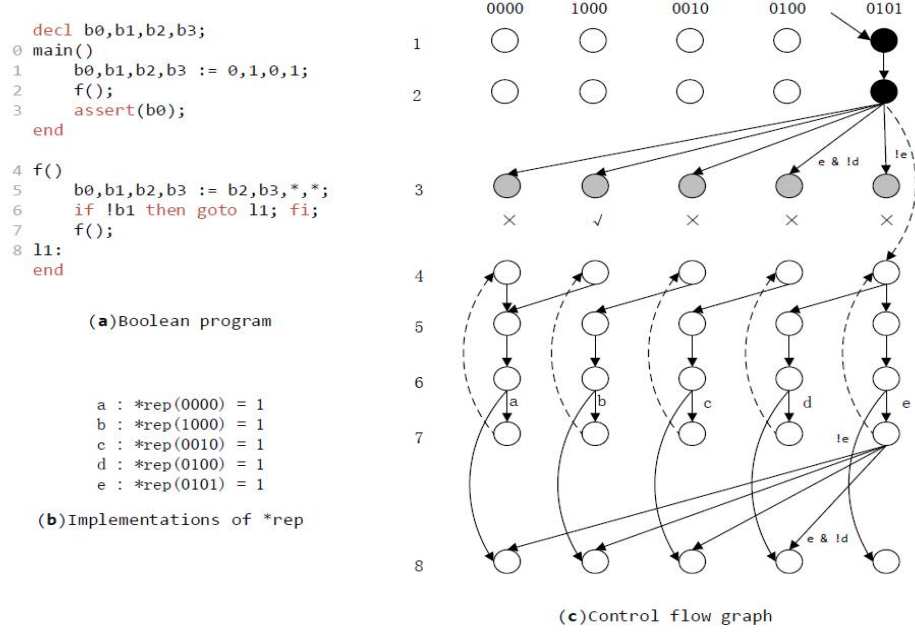 decl b0,b1,b2,b3;
0 main()
1 b0,b1,b2,b3 := 0,1,0,1;
2 f();
3 assert(b0);
end
4 f()
5 b0,b1,b2,b3 := b2,b3,*,*;
6 if !b1 then goto l1; fi;
7 f();
8 l1:
end
(a)Boolean program
a : *rep(0000) = 1
b : *rep(1000) = 1
c : *rep(0010) = 1
d : *rep(0100) = 1
e : *rep(0101) = 1
(b)Implementations of *rep
0000 1000 0010 0100 0101
1
2
e & !d !e
3
× √ × × ×
4
5
6
a b c d e
7
!e
e & !d
8
(c)Control flow graph